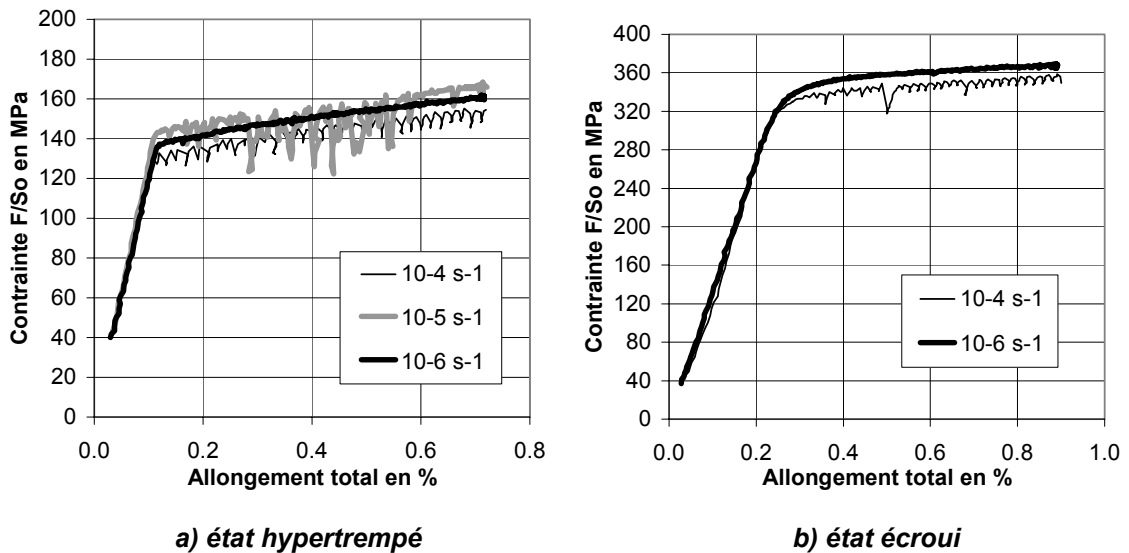 Contrainte F/So en MPa
200
180
160
140
120
100
80
60
40
20
0
0.0 0.2 0.4 0.6 0.8
Allongement total en %
10-4 s-1
10-5 s-1
10-6 s-1
a) état hypertrempé
Contrainte F/So en MPa
400
360
320
280
240
200
160
120
80
40
0
0.0 0.2 0.4 0.6 0.8 1.0
Allongement total en %
10-4 s-1
10-6 s-1
b) état écroui